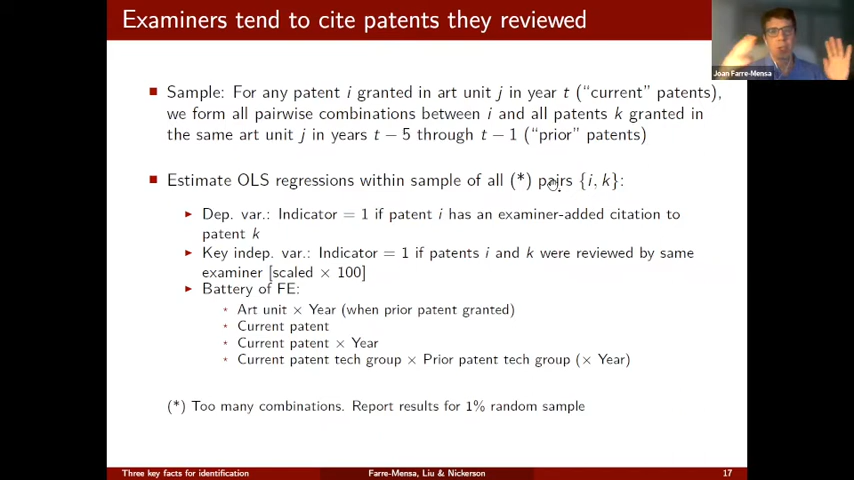 Examiners tend to cite patents they reviewed
Joan Farre-Mensa
Sample: For any patent i granted in art unit j in year t ("current" patents),
we form all pairwise combinations between i and all patents k granted in
the same art unit j in years t − 5 through t − 1 ("prior" patents)
Estimate OLS regressions within sample of all (*) pairs {i, k}:
Dep. var.: Indicator = 1 if patent i has an examiner-added citation to
patent k
Key indep. var.: Indicator = 1 if patents i and k were reviewed by same
examiner [scaled × 100]
Battery of FE:
* Art unit × Year (when prior patent granted)
* Current patent
* Current patent × Year
* Current patent tech group × Prior patent tech group (× Year)
(*) Too many combinations. Report results for 1% random sample
Three key facts for identification
Farre-Mensa, Liu & Nickerson
17